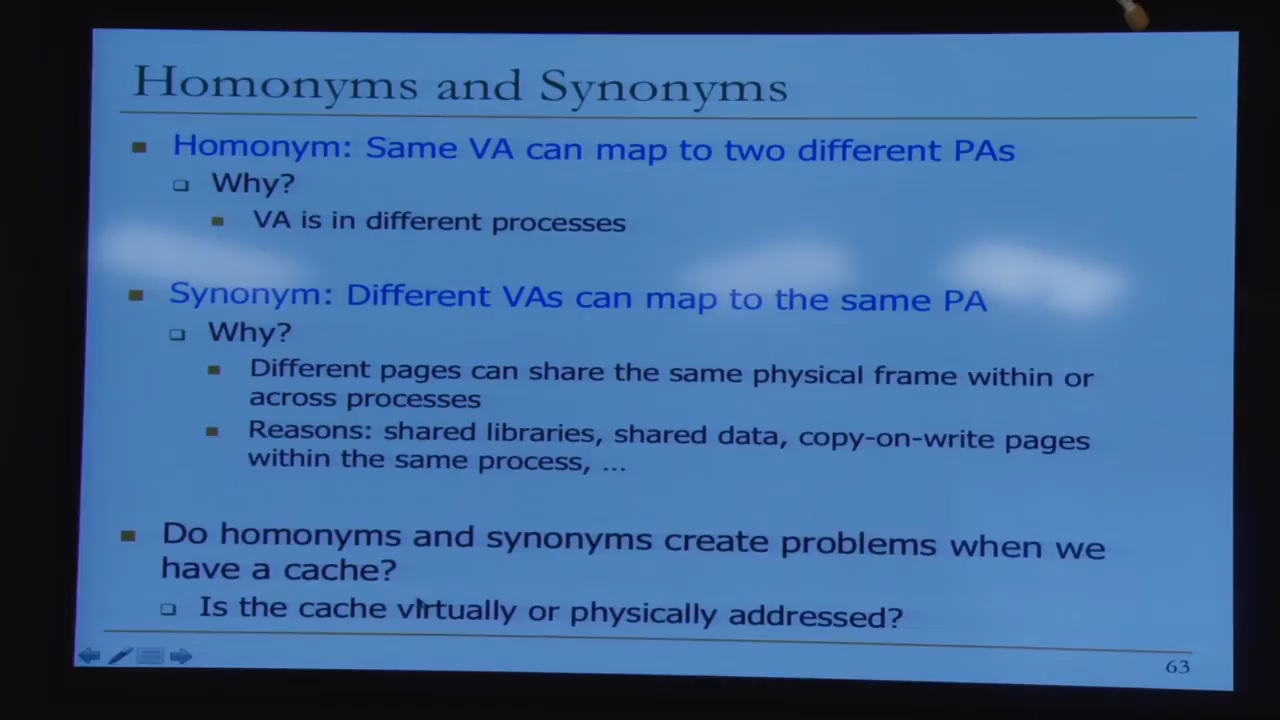 Homonyms and Synonyms
Homonym: Same VA can map to two different PAs
Why?
VA is in different processes
Synonym: Different VAs can map to the same PA
Why?
Different pages can share the same physical frame within or
across processes
Reasons: shared libraries, shared data, copy-on-write pages
within the same process, ...
Do homonyms and synonyms create problems when we
have a cache?
Is the cache virtually or physically addressed?
63